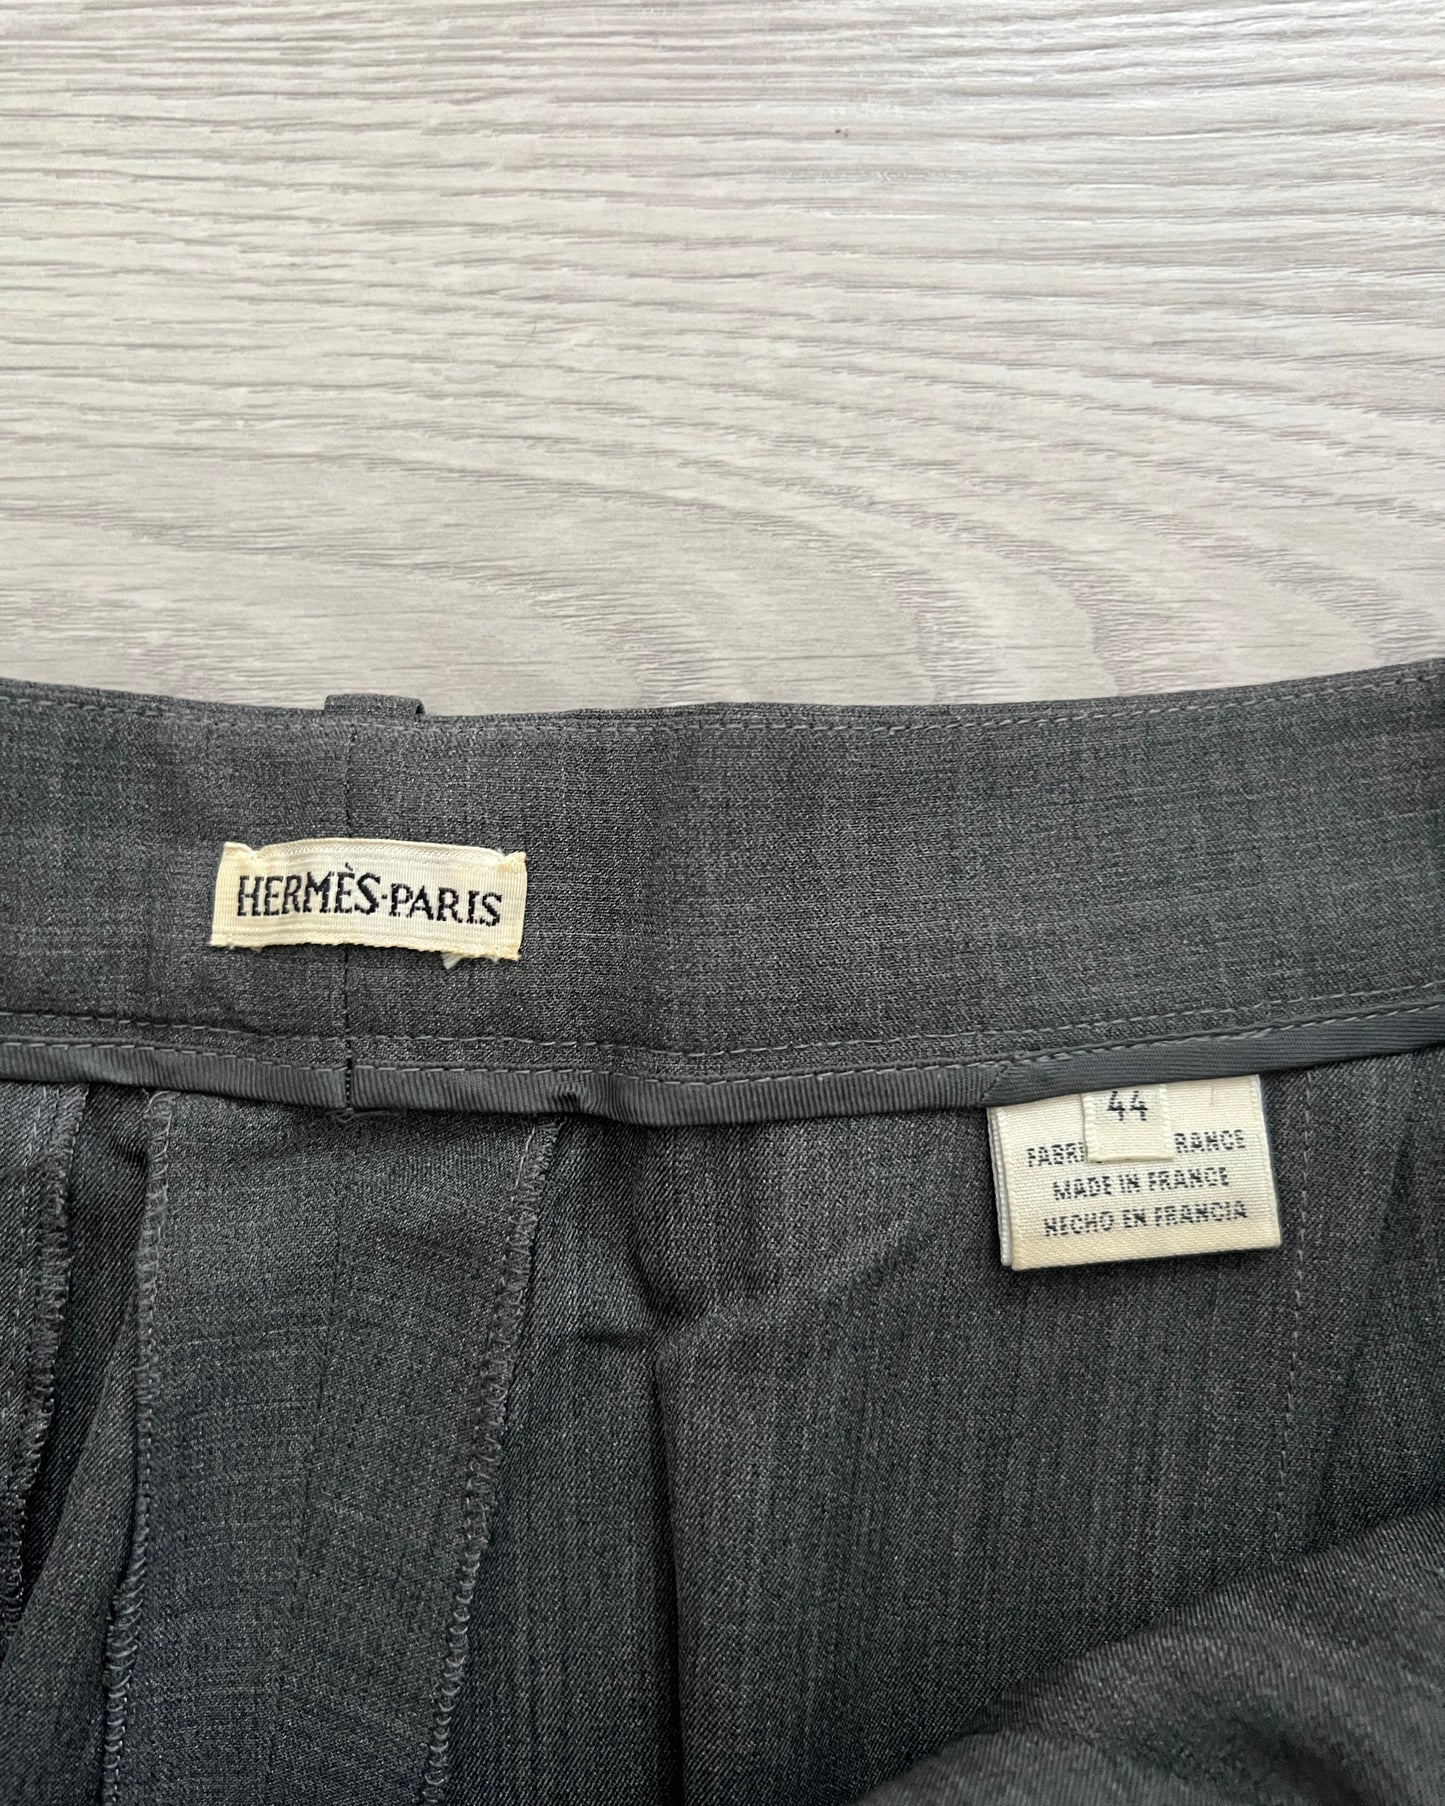 HERMÈS-PARIS
44
FABRI RANCE
MADE IN FRANCE
HECHO EN FRANCIA